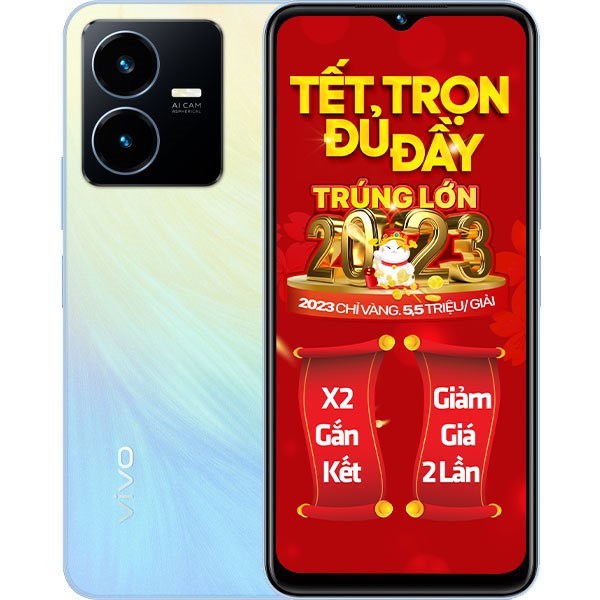 AI CAM
ASPHERICAL
vivo
TẾT TRỌN
ĐỦ ĐẦY
TRÚNG LỚN
2023
2023 CHỈ VÀNG. 5,5 TRIỆU/ GIẢI
X2
Gắn
Kết
Giảm
Giá
2 Lần